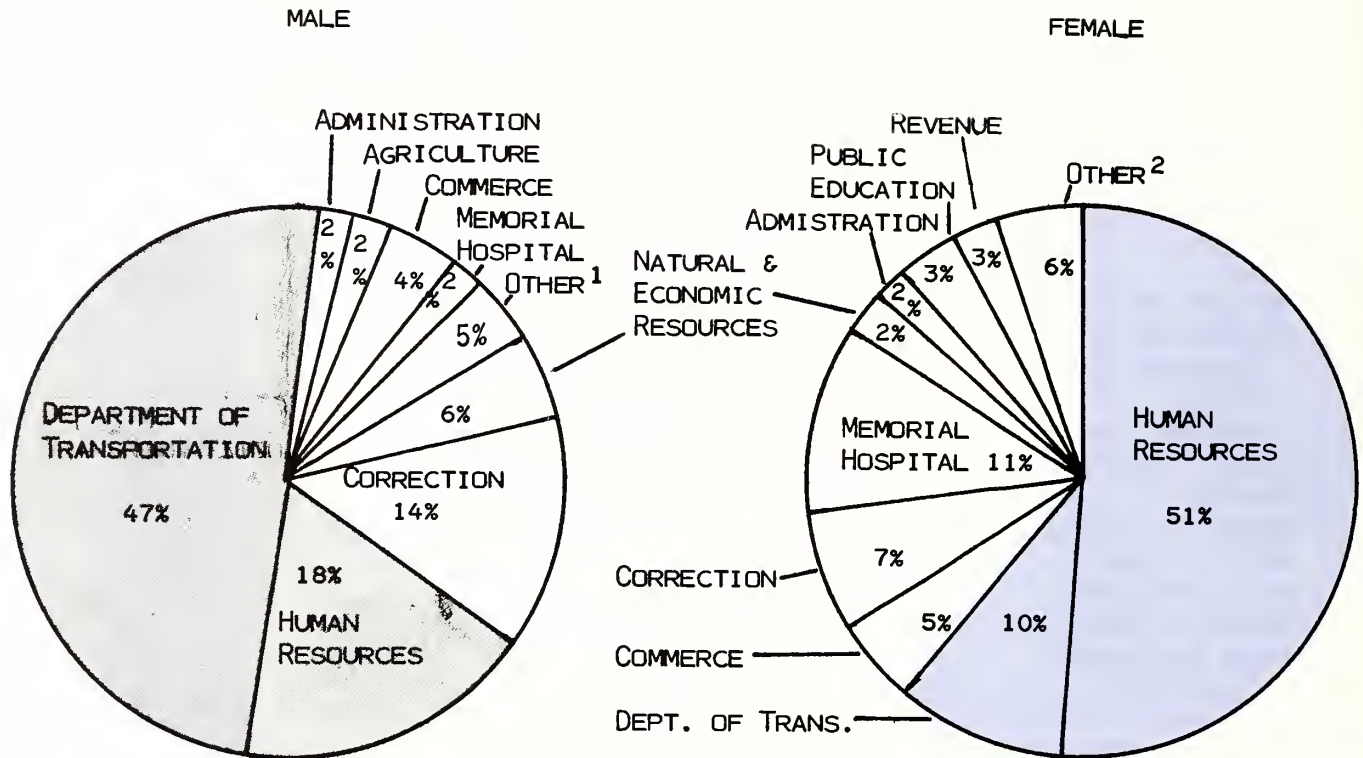 MALE
FEMALE
ADMINISTRATION
AGRICULTURE
COMMERCE
MEMORIAL
HOSPITAL
OTHER 1
NATURAL &
ECONOMIC
RESOURCES
2
%
2
%
4%
2
%
5%
6%
DEPARTMENT OF
TRANSPORTATION
47%
CORRECTION
14%
18%
HUMAN
RESOURCES
REVENUE
PUBLIC
EDUCATION
ADMISTRATION
OTHER 2
2%
2
%
3%
3%
6%
HUMAN
RESOURCES
51%
MEMORIAL
HOSPITAL 11%
CORRECTION
7%
COMMERCE
5%
DEPT. OF TRANS.
10%